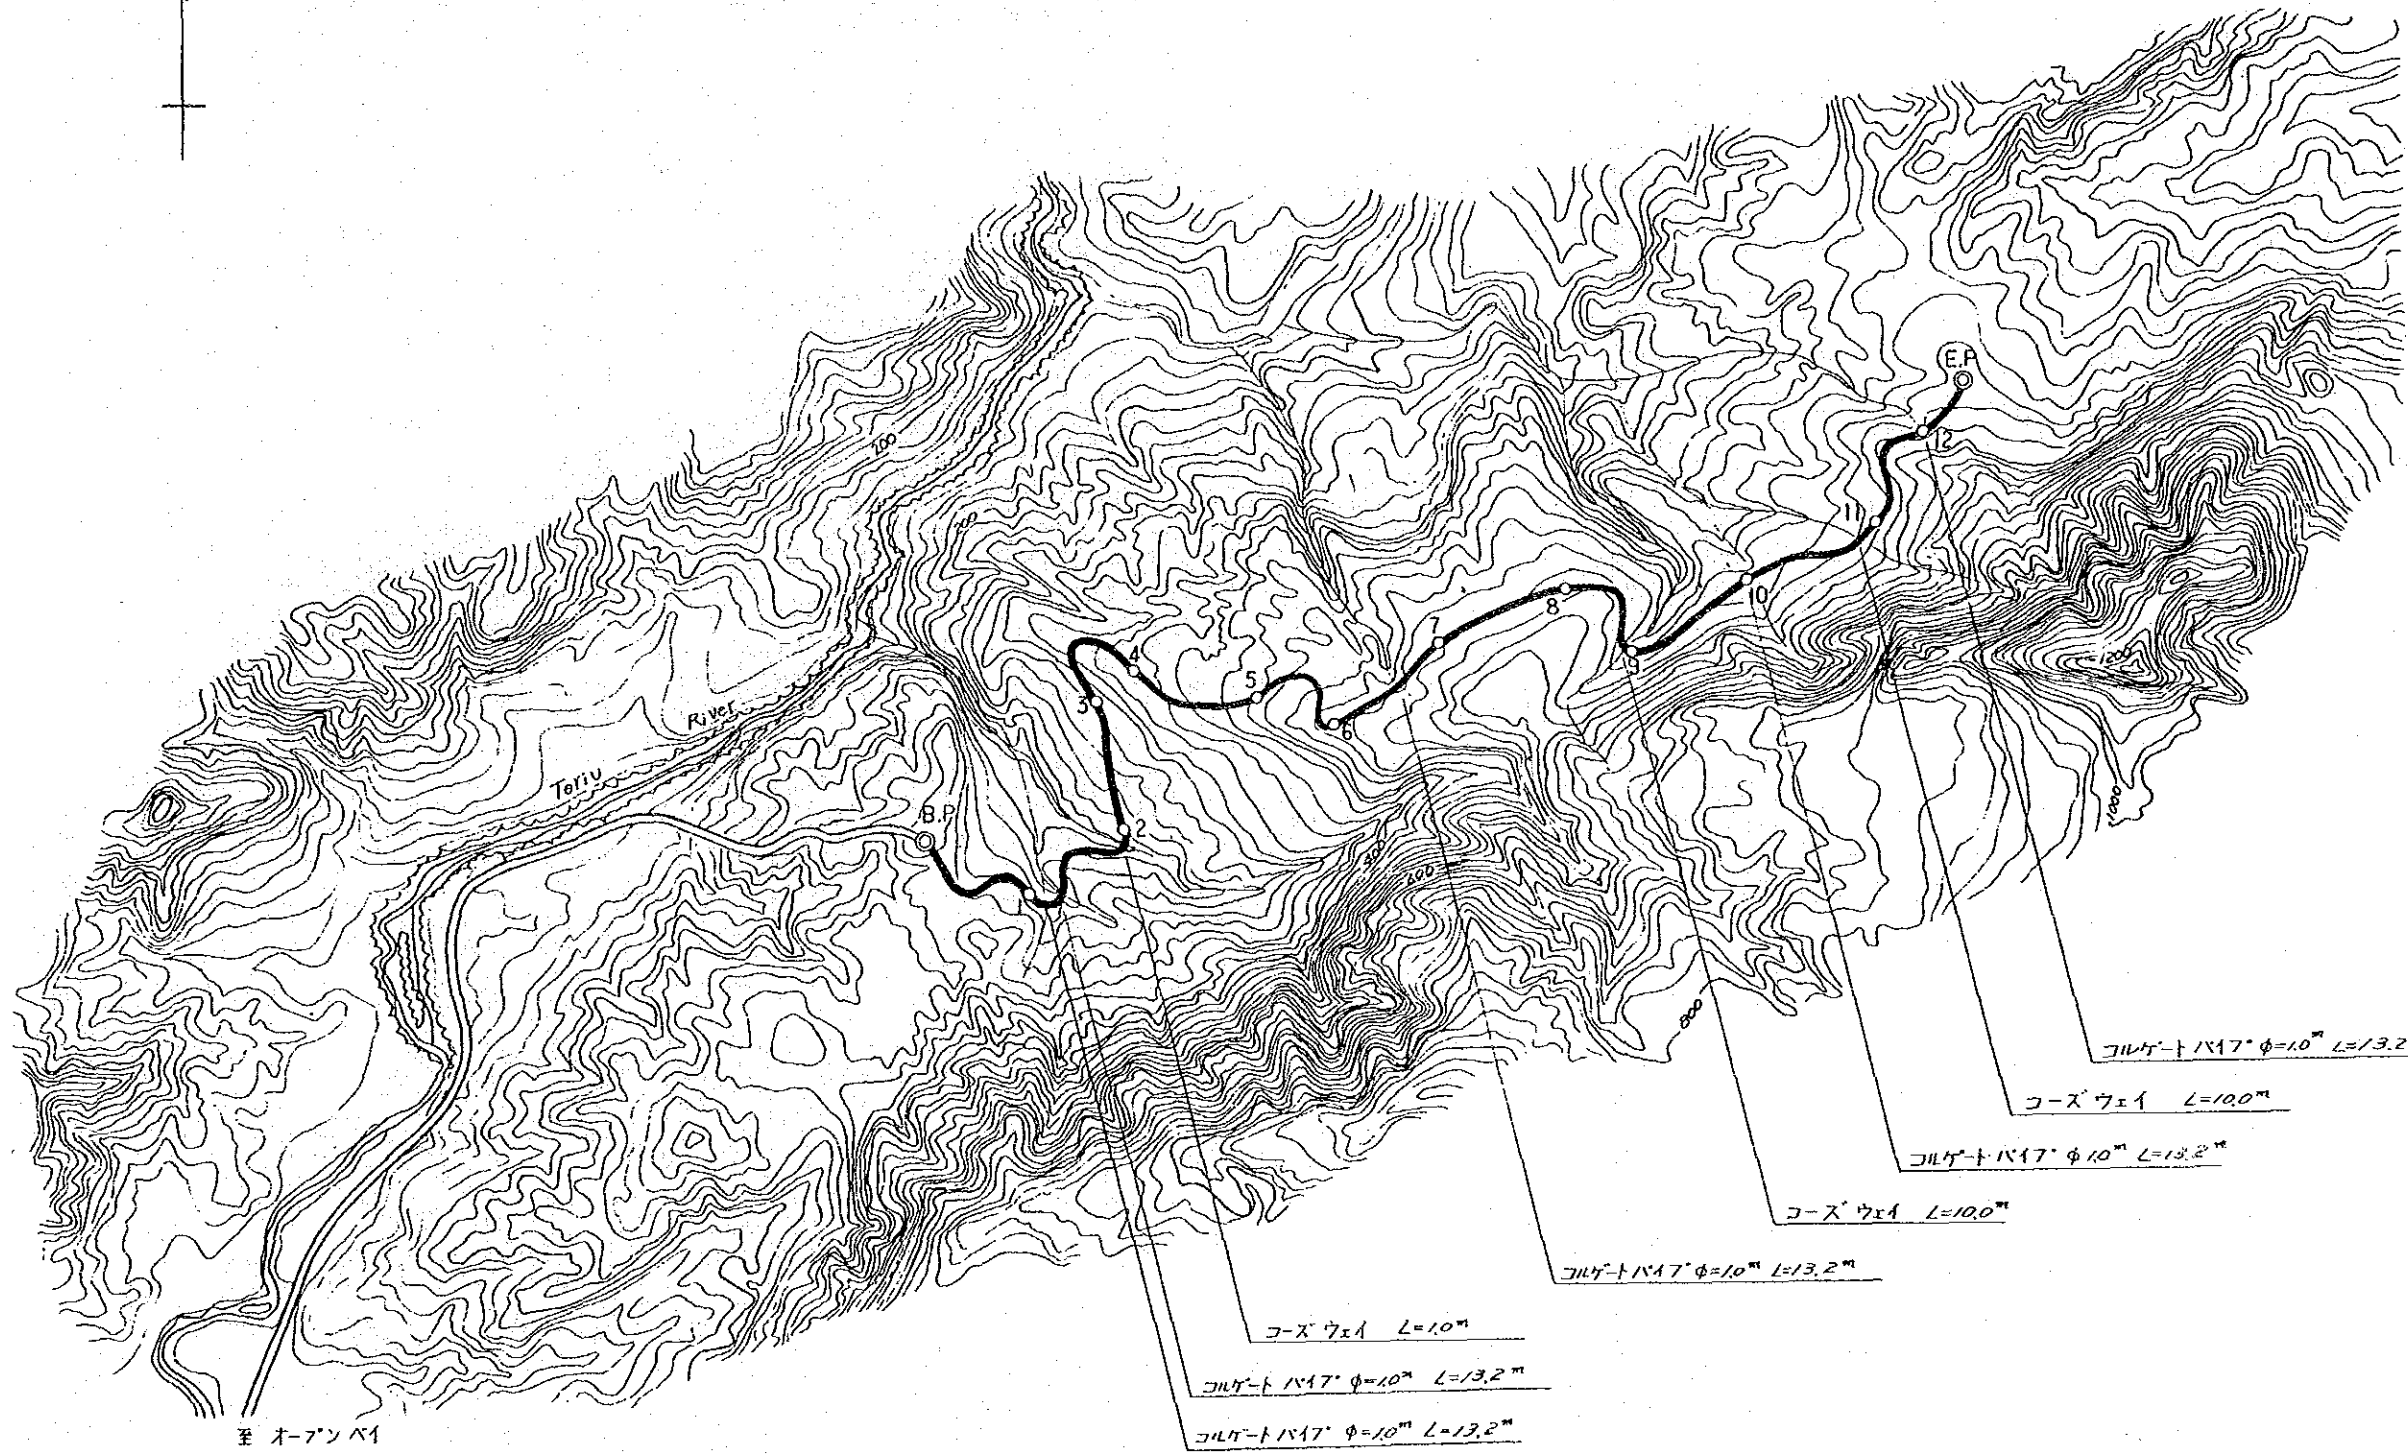 E.P
12
200
11
200
10
8
7
9
4
5
3
6
1200
River
Toriu
1000
B.P
2
400
600
1
800
コルゲートパイプ φ=1.0m L=13.2
コーズウェイ L=10.0m
コルゲートパイプ φ1.0m L=13.2m
コーズウェイ L=10.0m
コルゲートパイプ φ=1.0m L=13.2m
コーズウェイ L=1.0m
コルゲートパイプ φ=1.0m L=13.2m
コルゲートパイプ φ=1.0m L=13.2m
至 オープンベイ